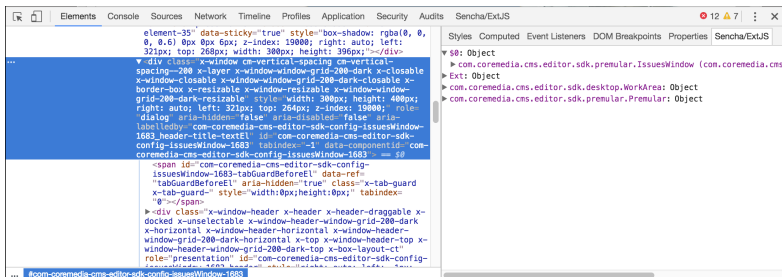 Elements Console Sources Network Timeline Profiles Application Security Audits Sencha/ExtJS 12 7
element-35" data-sticky="true" style="box-shadow: rgba(0, 0,
0, 0.6) 0px 0px 6px; z-index: 19000; right: auto; left:
321px; top: 268px; width: 300px; height: 396px;"></div>
... ▼<div class="x-window cm-vertical-spacing cm-vertical-
spacing--200 x-layer x-window-window-grid-200-dark x-closable
x-window-closable x-window-window-grid-200-dark-closable x-
border-box x-resizable x-window-resizable x-window-window-
grid-200-dark-resizable" style="width: 300px; height: 400px;
right: auto; left: 321px; top: 264px; z-index: 19000;" role=
"dialog" aria-hidden="false" aria-disabled="false" aria-
labelledby="com-coremedia-cms-editor-sdk-config-issuesWindow-
1683_header-title-textEl" id="com-coremedia-cms-editor-sdk-
config-issuesWindow-1683" tabindex="-1" data-componentid="com-
coremedia-cms-editor-sdk-config-issuesWindow-1683"> == $0
<span id="com-coremedia-cms-editor-sdk-config-
issuesWindow-1683-tabGuardBeforeEl" data-ref=
"tabGuardBeforeEl" aria-hidden="true" class="x-tab-guard
x-tab-guard-" style="width:0px;height:0px;" tabindex=
"0"></span>
▶<div class="x-window-header x-header x-header-draggable x-
docked x-unselectable x-window-header-window-grid-200-dark
x-horizontal x-window-header-horizontal x-window-header-
window-grid-200-dark-horizontal x-top x-window-header-top x-
window-header-window-grid-200-dark-top x-box-layout-ct"
role="presentation" id="com-coremedia-cms-editor-sdk-config-
... #com-coremedia-cms-editor-sdk-config-issuesWindow-1683
Styles Computed Event Listeners DOM Breakpoints Properties Sencha/ExtJS
▼ $0: Object
▶ com.coremedia.cms.editor.sdk.premular.IssuesWindow (com.coremedia.cms
▶ Ext: Object
▶ com.coremedia.cms.editor.sdk.desktop.WorkArea: Object
▶ com.coremedia.cms.editor.sdk.premular.Premular: Object